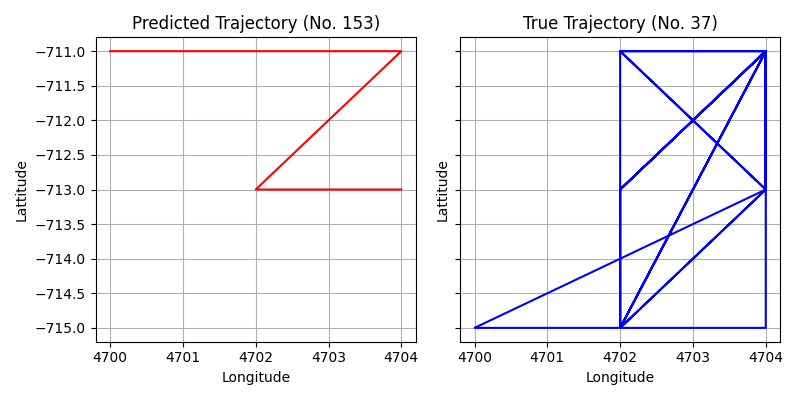 Predicted Trajectory (No. 153)
True Trajectory (No. 37)
−711.0
−711.5
−712.0
−712.5
−713.0
−713.5
−714.0
−714.5
−715.0
Lattitude
Lattitude
4700 4701 4702 4703 4704
4700 4701 4702 4703 4704
Longitude
Longitude